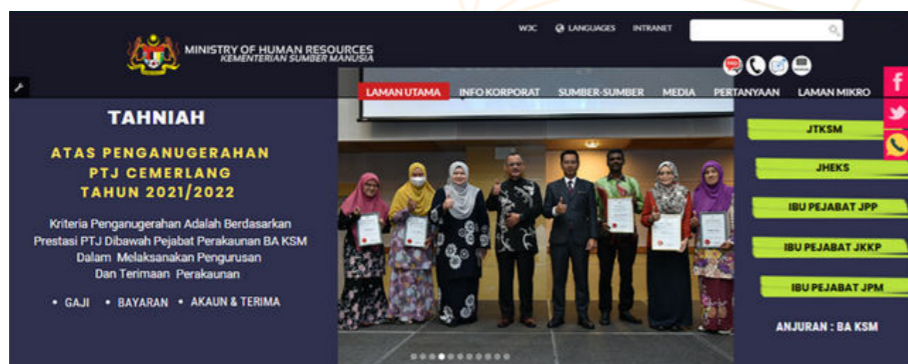 W3C LANGUAGES INTRANET
MINISTRY OF HUMAN RESOURCES
KEMENTERIAN SUMBER MANUSIA
LAMAN UTAMA INFO KORPORAT SUMBER-SUMBER MEDIA PERTANYAAN LAMAN MIKRO
TAHNIAH
ATAS PENGANUGERAHAN
PTJ CEMERLANG
TAHUN 2021/2022
Kriteria Penganugerahan Adalah Berdasarkan
Prestasi PTJ Dibawah Pejabat Perakaunan BA KSM
Dalam Melaksanakan Pengurusan
Dan Terimaan Perakaunan
• GAJI • BAYARAN • AKAUN & TERIMA
JTKSM
JHEKS
IBU PEJABAT JPP
IBU PEJABAT JKKP
IBU PEJABAT JPM
ANJURAN : BA KSM